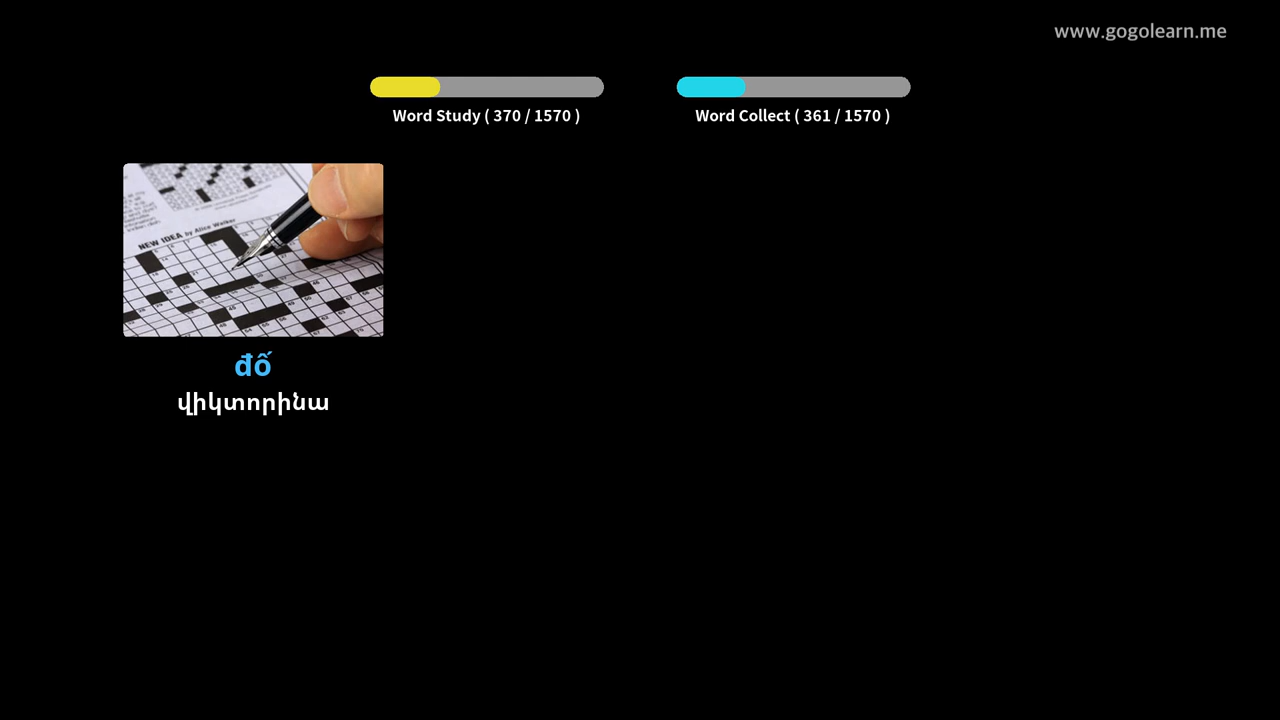 www.gogolearn.me
Word Study ( 370 / 1570 )
Word Collect ( 361 / 1570 )
NEW IDEA by Alice Walker
đố
վիկտորինա